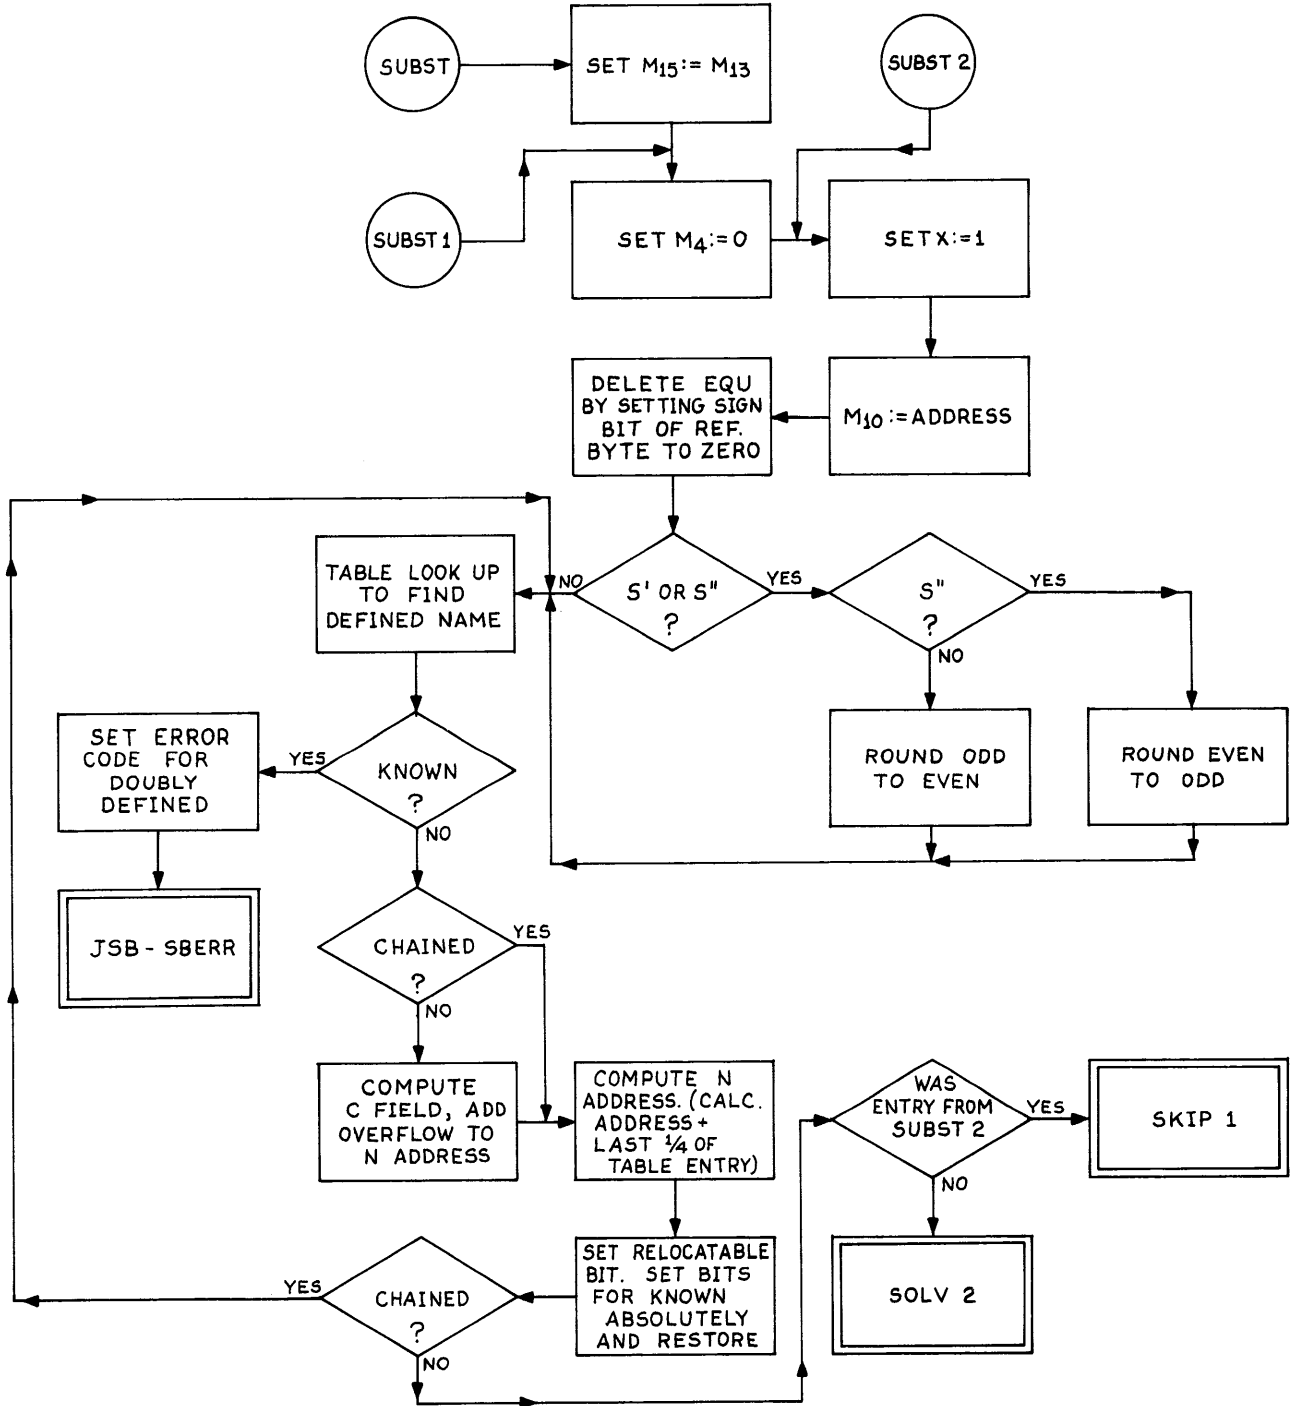 SUBST
SET M15:= M13
SUBST 2
SUBST 1
SET M4:=0
SET X:=1
DELETE EQU
BY SETTING SIGN
BIT OF REF.
BYTE TO ZERO
M10:=ADDRESS
TABLE LOOK UP
TO FIND
DEFINED NAME
NO
S' OR S"
?
YES
S"
?
YES
NO
SET ERROR
CODE FOR
DOUBLY
DEFINED
YES
KNOWN
?
NO
ROUND ODD
TO EVEN
ROUND EVEN
TO ODD
JSB - SBERR
CHAINED
?
YES
NO
COMPUTE
C FIELD, ADD
OVERFLOW TO
N ADDRESS
COMPUTE N
ADDRESS. (CALC.
ADDRESS +
LAST 1/4 OF
TABLE ENTRY)
WAS
ENTRY FROM
SUBST 2
YES
NO
SKIP 1
YES
CHAINED
?
NO
SET RELOCATABLE
BIT. SET BITS
FOR KNOWN
ABSOLUTELY
AND RESTORE
SOLV 2